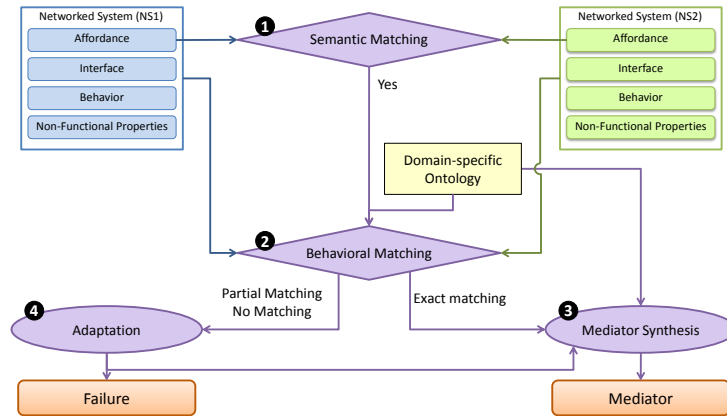 Networked System (NS1)
Affordance
Interface
Behavior
Non-Functional Properties
1
Semantic Matching
Networked System (NS2)
Affordance
Interface
Behavior
Non-Functional Properties
Yes
Domain-specific
Ontology
2
Behavioral Matching
Partial Matching
No Matching
Exact matching
4
Adaptation
3
Mediator Synthesis
Failure
Mediator